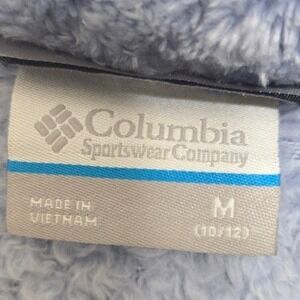 Columbia
Sportswear Company
MADE IN
VIETNAM
M
(10/12)